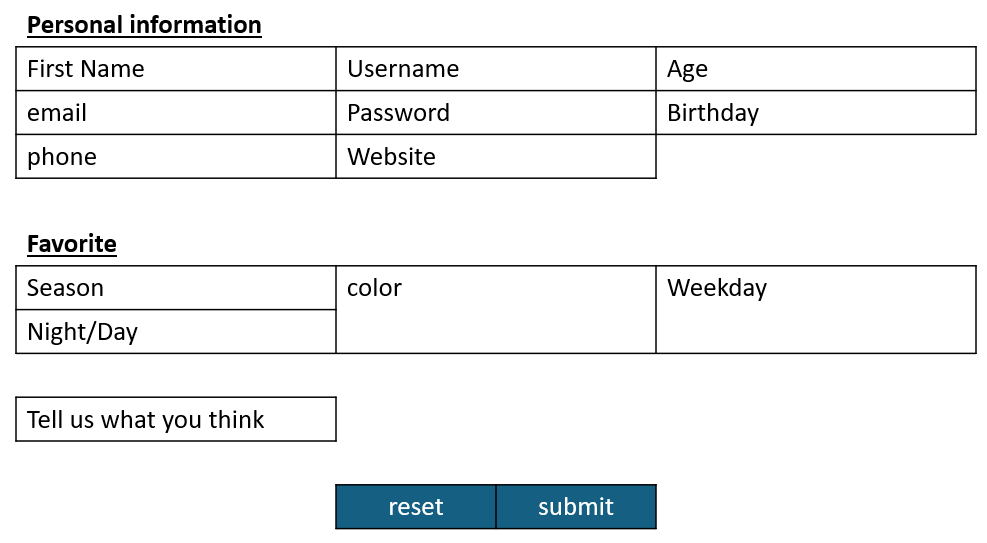 Personal information
First Name Username Age
email Password Birthday
phone Website
Favorite
Season color Weekday
Night/Day
Tell us what you think
reset submit